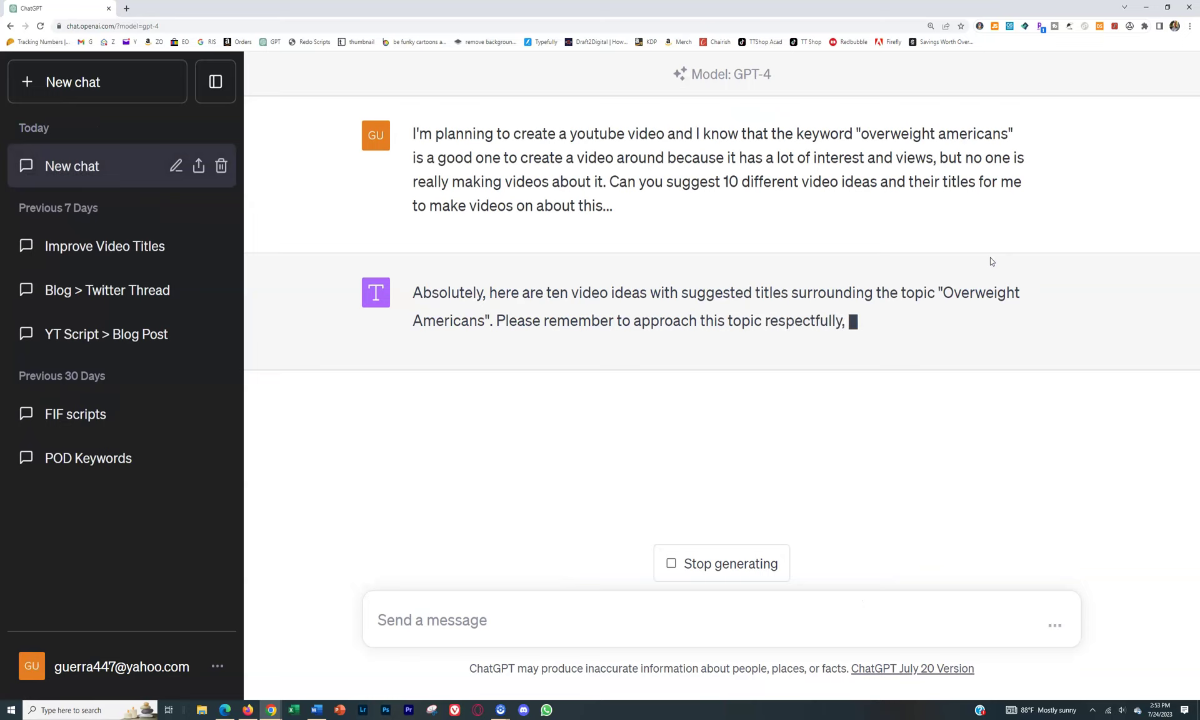 ChatGPT
chat.openai.com/?model=gpt-4
Tracking Numbers |... G Z Y ZO EO RIS Orders GPT Redo Scripts thumbnail be funky cartoons a... remove backgroun... Typefully Draft2Digital | How... KDP Merch Chairish TTShop Acad TT Shop Redbubble Firefly Savings Worth Over...
New chat
Model: GPT-4
Today
New chat
Previous 7 Days
Improve Video Titles
Blog > Twitter Thread
YT Script > Blog Post
Previous 30 Days
FIF scripts
POD Keywords
GU guerra447@yahoo.com
GU
I'm planning to create a youtube video and I know that the keyword "overweight americans"
is a good one to create a video around because it has a lot of interest and views, but no one is
really making videos about it. Can you suggest 10 different video ideas and their titles for me
to make videos on about this...
T
Absolutely, here are ten video ideas with suggested titles surrounding the topic "Overweight
Americans". Please remember to approach this topic respectfully,
Stop generating
Send a message
ChatGPT may produce inaccurate information about people, places, or facts. ChatGPT July 20 Version
Type here to search
88°F Mostly sunny
2:53 PM
7/24/2023